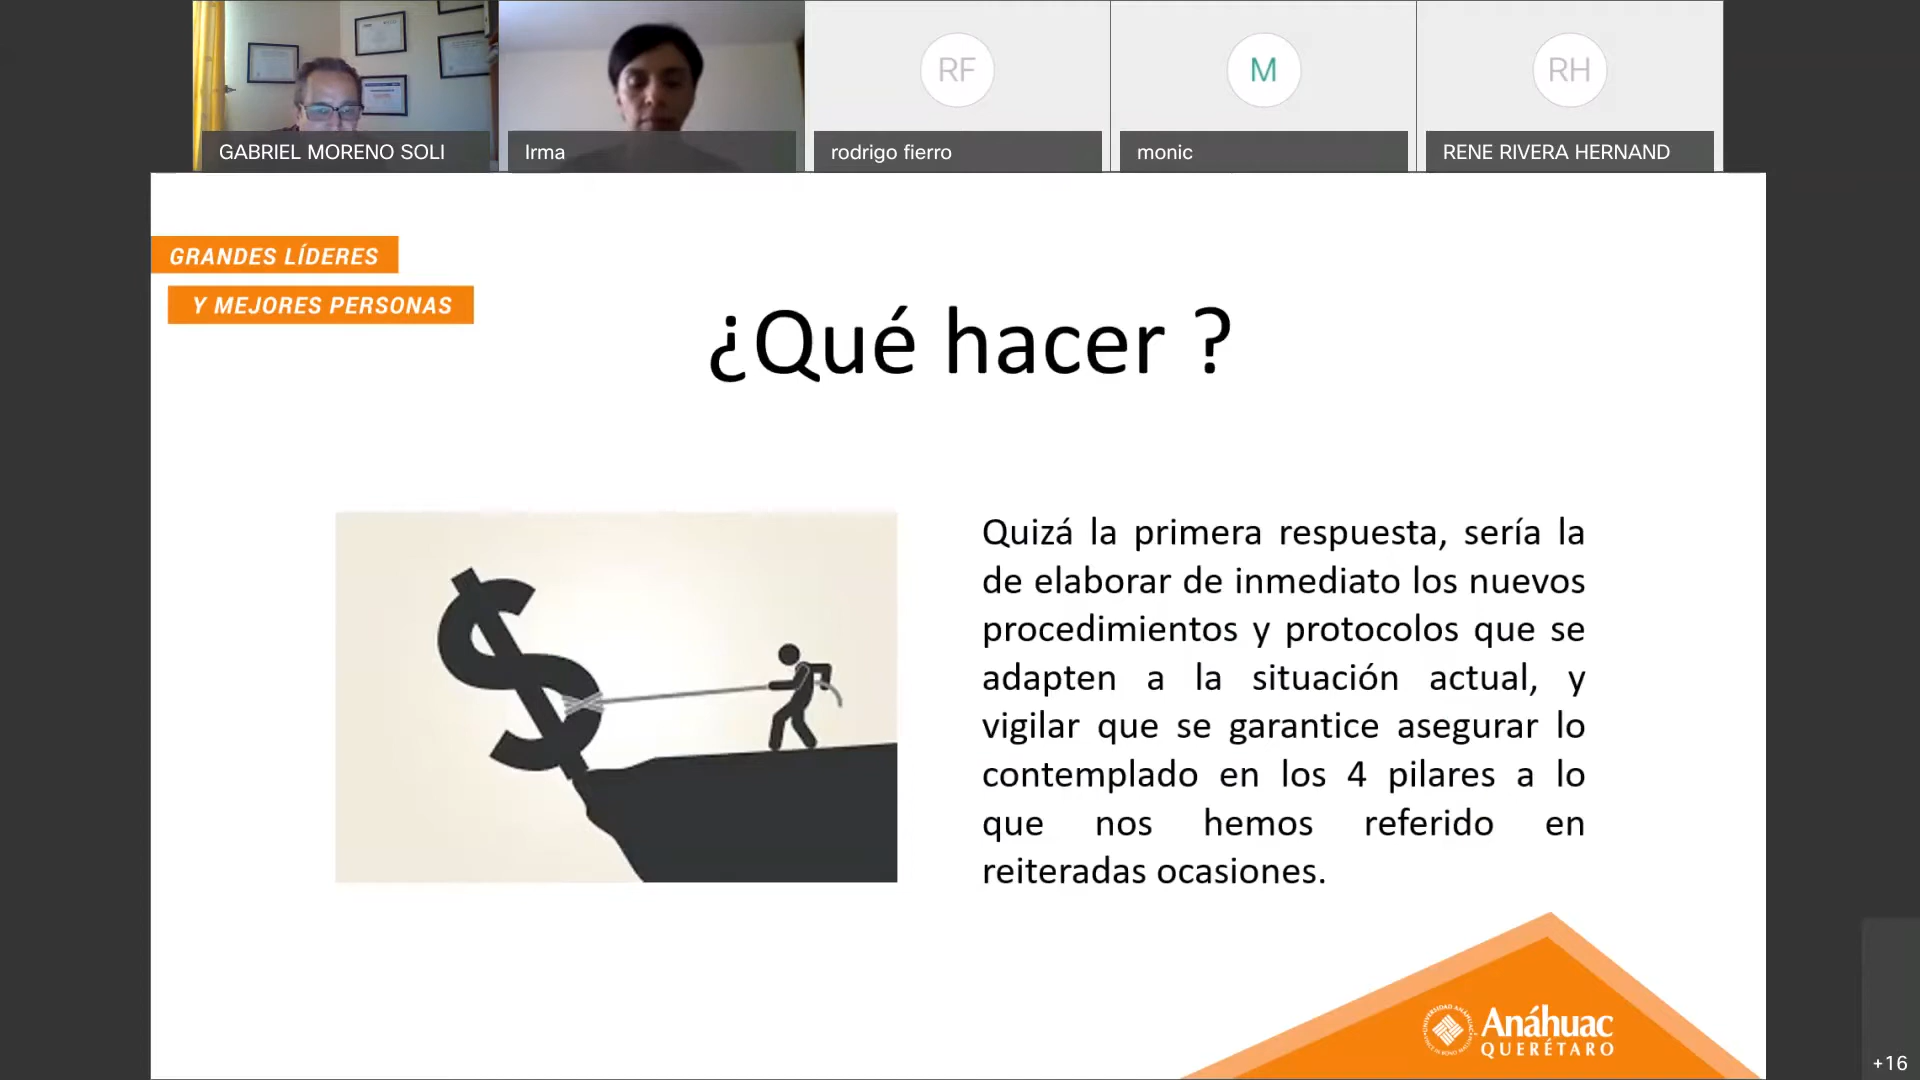 RF
M
RH
GABRIEL MORENO SOLI
Irma
rodrigo fierro
monic
RENE RIVERA HERNAND
GRANDES LÍDERES
Y MEJORES PERSONAS
¿Qué hacer ?
Quizá la primera respuesta, sería la
de elaborar de inmediato los nuevos
procedimientos y protocolos que se
adapten a la situación actual, y
vigilar que se garantice asegurar lo
contemplado en los 4 pilares a lo
que nos hemos referido en
reiteradas ocasiones.
Anáhuac
QUERÉTARO
+16